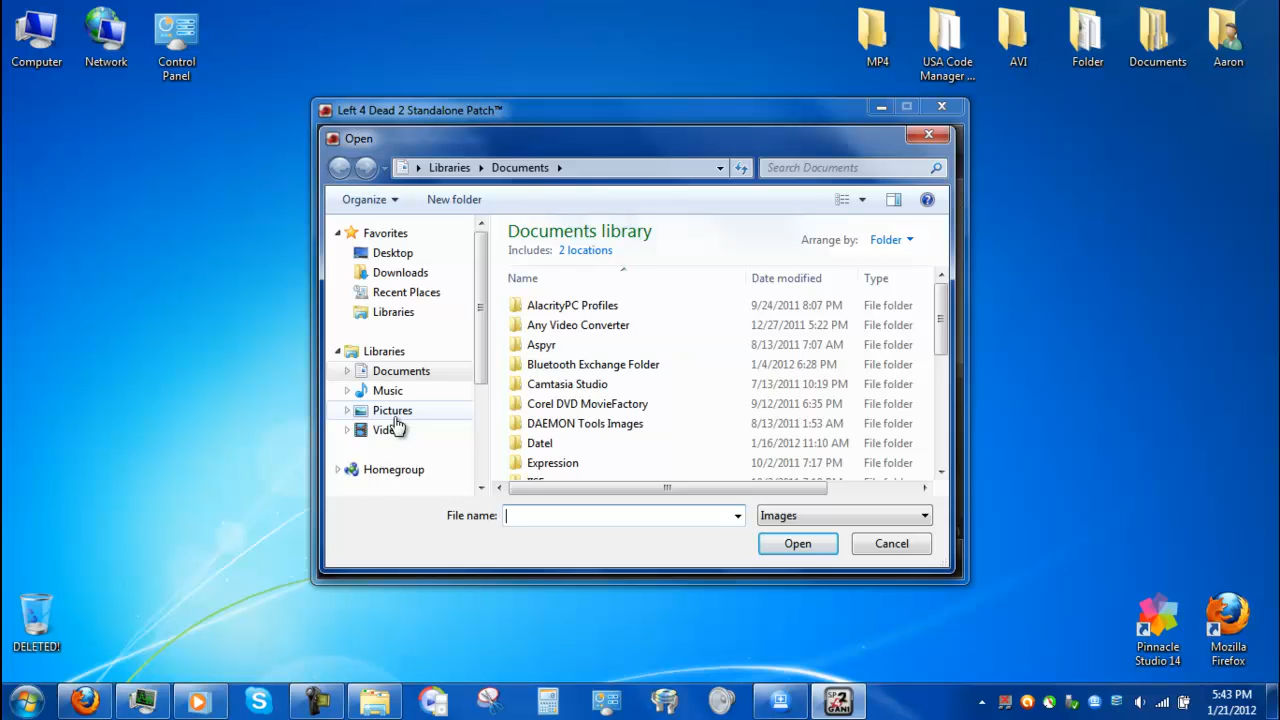 Computer
Network
Control
Panel
MP4
USA Code
Manager ...
AVI
Folder
Documents
Aaron
Left 4 Dead 2 Standalone Patch™
Open
Libraries
Documents
Search Documents
Organize
New folder
Favorites
Desktop
Downloads
Recent Places
Libraries
Libraries
Documents
Music
Pictures
Homegroup
Documents library
Includes: 2 locations
Arrange by: Folder
Name Date modified Type
AlacrityPC Profiles 9/24/2011 8:07 PM File folder
Any Video Converter 12/27/2011 5:22 PM File folder
Aspyr 8/13/2011 7:07 AM File folder
Bluetooth Exchange Folder 1/4/2012 6:28 PM File folder
Camtasia Studio 7/13/2011 10:19 PM File folder
Corel DVD MovieFactory 9/12/2011 6:35 PM File folder
DAEMON Tools Images 8/13/2011 1:53 AM File folder
Datel 1/16/2012 11:10 AM File folder
Expression 10/2/2011 7:17 PM File folder
File name:
Images
Open
Cancel
DELETED!
Pinnacle
Studio 14
Mozilla
Firefox
SP
2
GANI
5:43 PM
1/21/2012